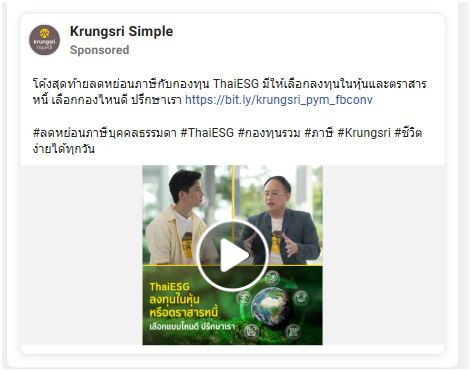 krungsri
กรุงศรี
Krungsri Simple
Sponsored
โค้งสุดท้ายลดหย่อนภาษีกับกองทุน ThaiESG มีให้เลือกลงทุนในหุ้นและตราสาร
หนี้ เลือกกองไหนดี ปรึกษาเรา https://bit.ly/krungsri_pym_fbconv
#ลดหย่อนภาษีบุคคลธรรมดา #ThaiESG #กองทุนรวม #ภาษี #Krungsri #ชีวิต
ง่ายได้ทุกวัน
ThaiESG
ลงทุนในหุ้น
หรือตราสารหนี้
เลือกแบบไหนดี ปรึกษาเรา